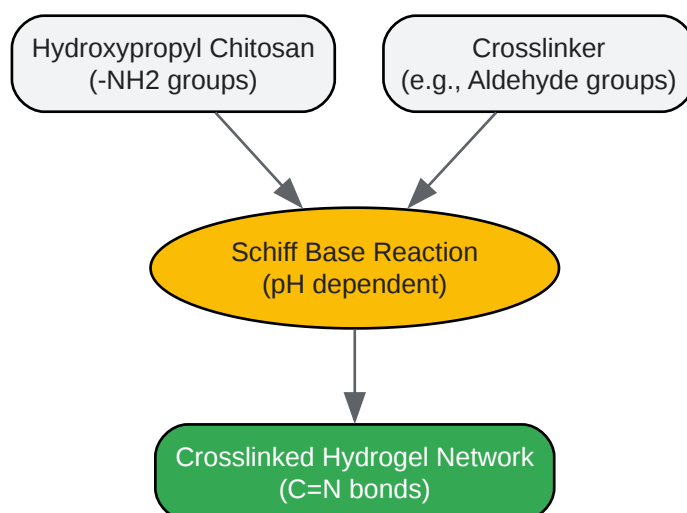 Hydroxypropyl Chitosan
(-NH2 groups)
Crosslinker
(e.g., Aldehyde groups)
Schiff Base Reaction
(pH dependent)
Crosslinked Hydrogel Network
(C=N bonds)